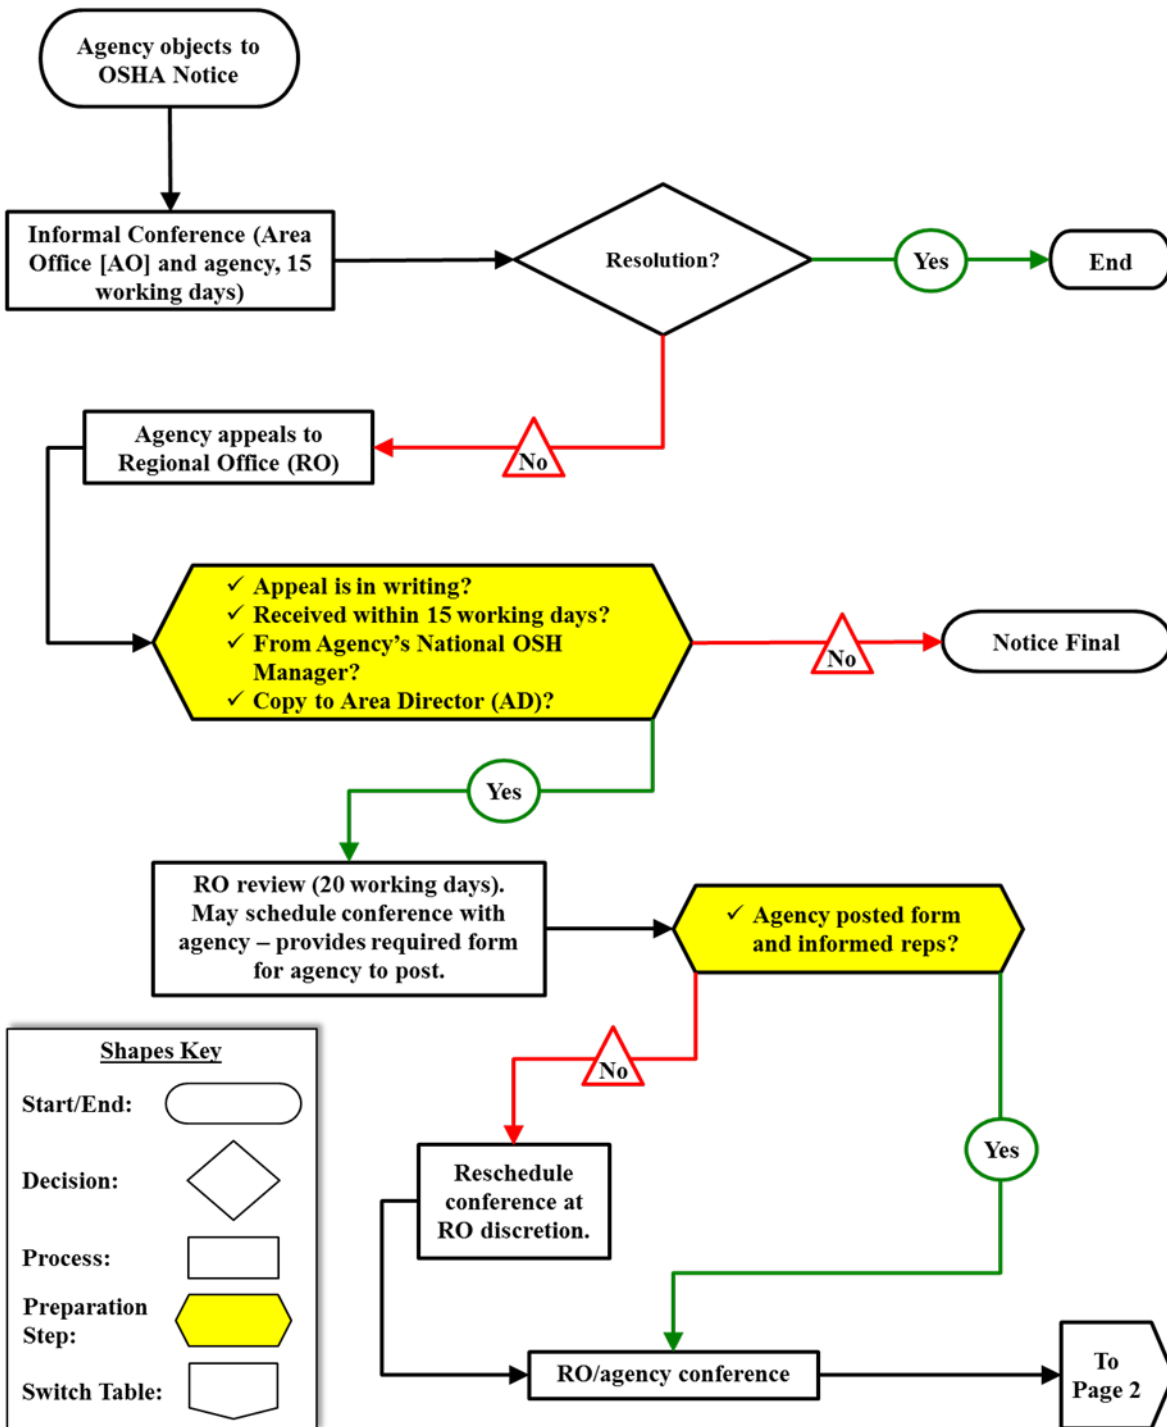 Agency objects to
OSHA Notice
Informal Conference (Area
Office [AO] and agency, 15
working days)
Resolution?
Yes
End
Agency appeals to
Regional Office (RO)
No
✓ Appeal is in writing?
✓ Received within 15 working days?
✓ From Agency's National OSH
Manager?
✓ Copy to Area Director (AD)?
No
Notice Final
Yes
RO review (20 working days).
May schedule conference with
agency – provides required form
for agency to post.
✓ Agency posted form
and informed reps?
No
Yes
Reschedule
conference at
RO discretion.
RO/agency conference
To
Page 2
Shapes Key
Start/End:
Decision:
Process:
Preparation
Step:
Switch Table: